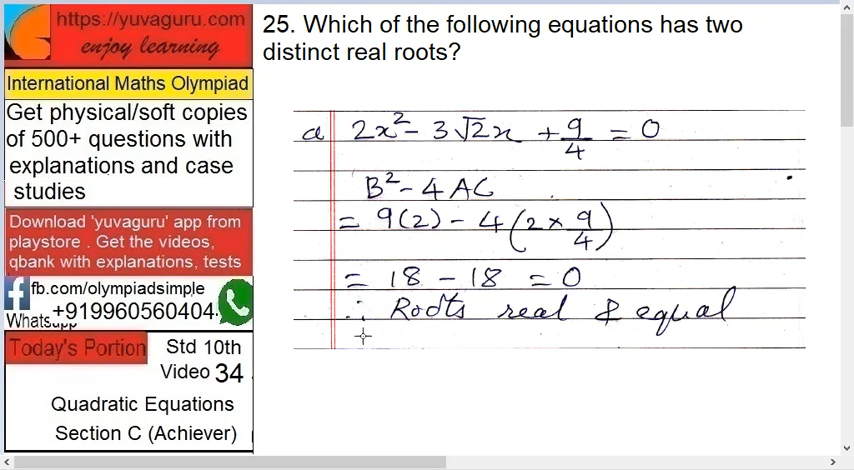 https://yuvaguru.com
enjoy learning
International Maths Olympiad
Get physical/soft copies
of 500+ questions with
explanations and case
studies
Download 'yuvaguru' app from
playstore . Get the videos,
qbank with explanations, tests
fb.com/olympiadsimple
+919960560404
Whatsupp
Today's Portion
Std 10th
Video 34
Quadratic Equations
Section C (Achiever)
25. Which of the following equations has two
distinct real roots?
a 2x² - 3√2x + 9/4 = 0
B² - 4AC
= 9(2) - 4(2 × 9/4)
= 18 - 18 = 0
∴ Roots real & equal